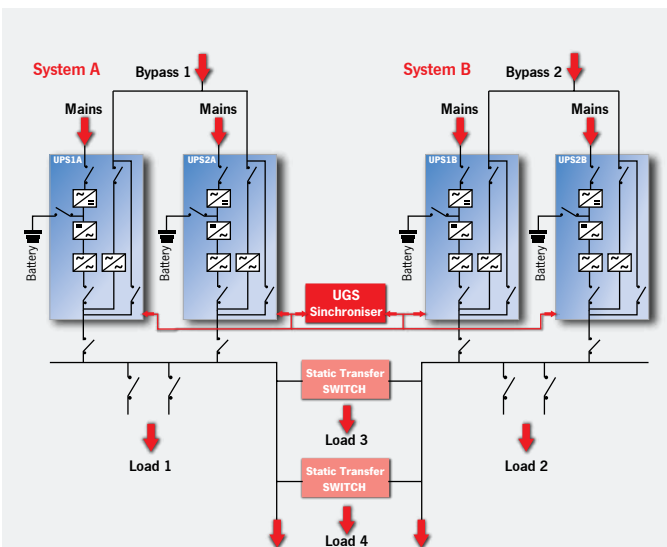 System A
Bypass 1
System B
Bypass 2
Mains
Mains
Mains
Mains
UPS1A
UPS2A
UPS1B
UPS2B
Battery
Battery
Battery
Battery
UGS
Sinchroniser
Static Transfer
SWITCH
Load 3
Load 1
Load 2
Static Transfer
SWITCH
Load 4